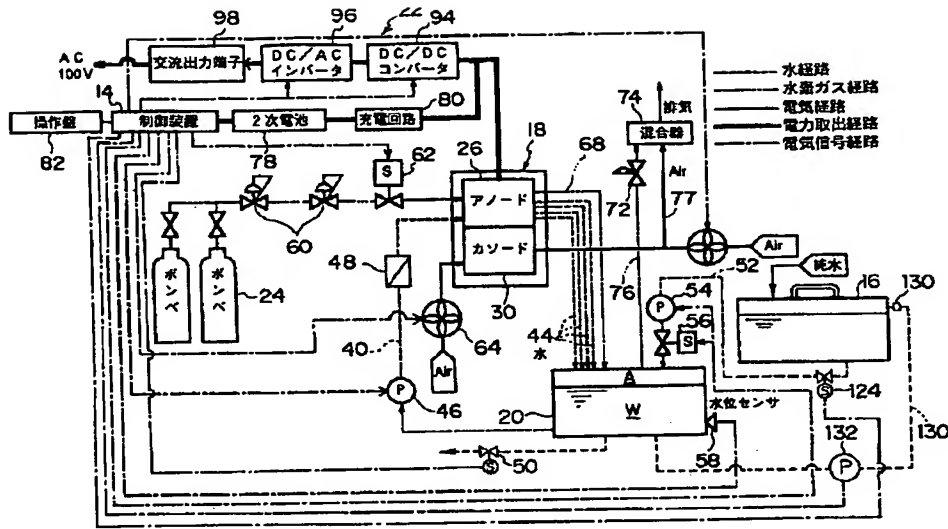 98
96
22
94
AC
100V
交流出力端子
DC/AC
インバータ
DC/DC
コンバータ
14
80
操作盤
制御装置
2次電池
充電回路
82
78
水経路
水素ガス経路
電気経路
電力取出経路
電気信号経路
排気
74
混合器
62
S
18
26
68
アノード
カソード
30
72
Air
77
60
Air
ボンベ
ボンベ
24
48
64
40
Air
P
46
44
水
76
52
P
54
S
56
純水
16
130
20
A
W
水位センサ
58
S
124
130
132
P
S
50